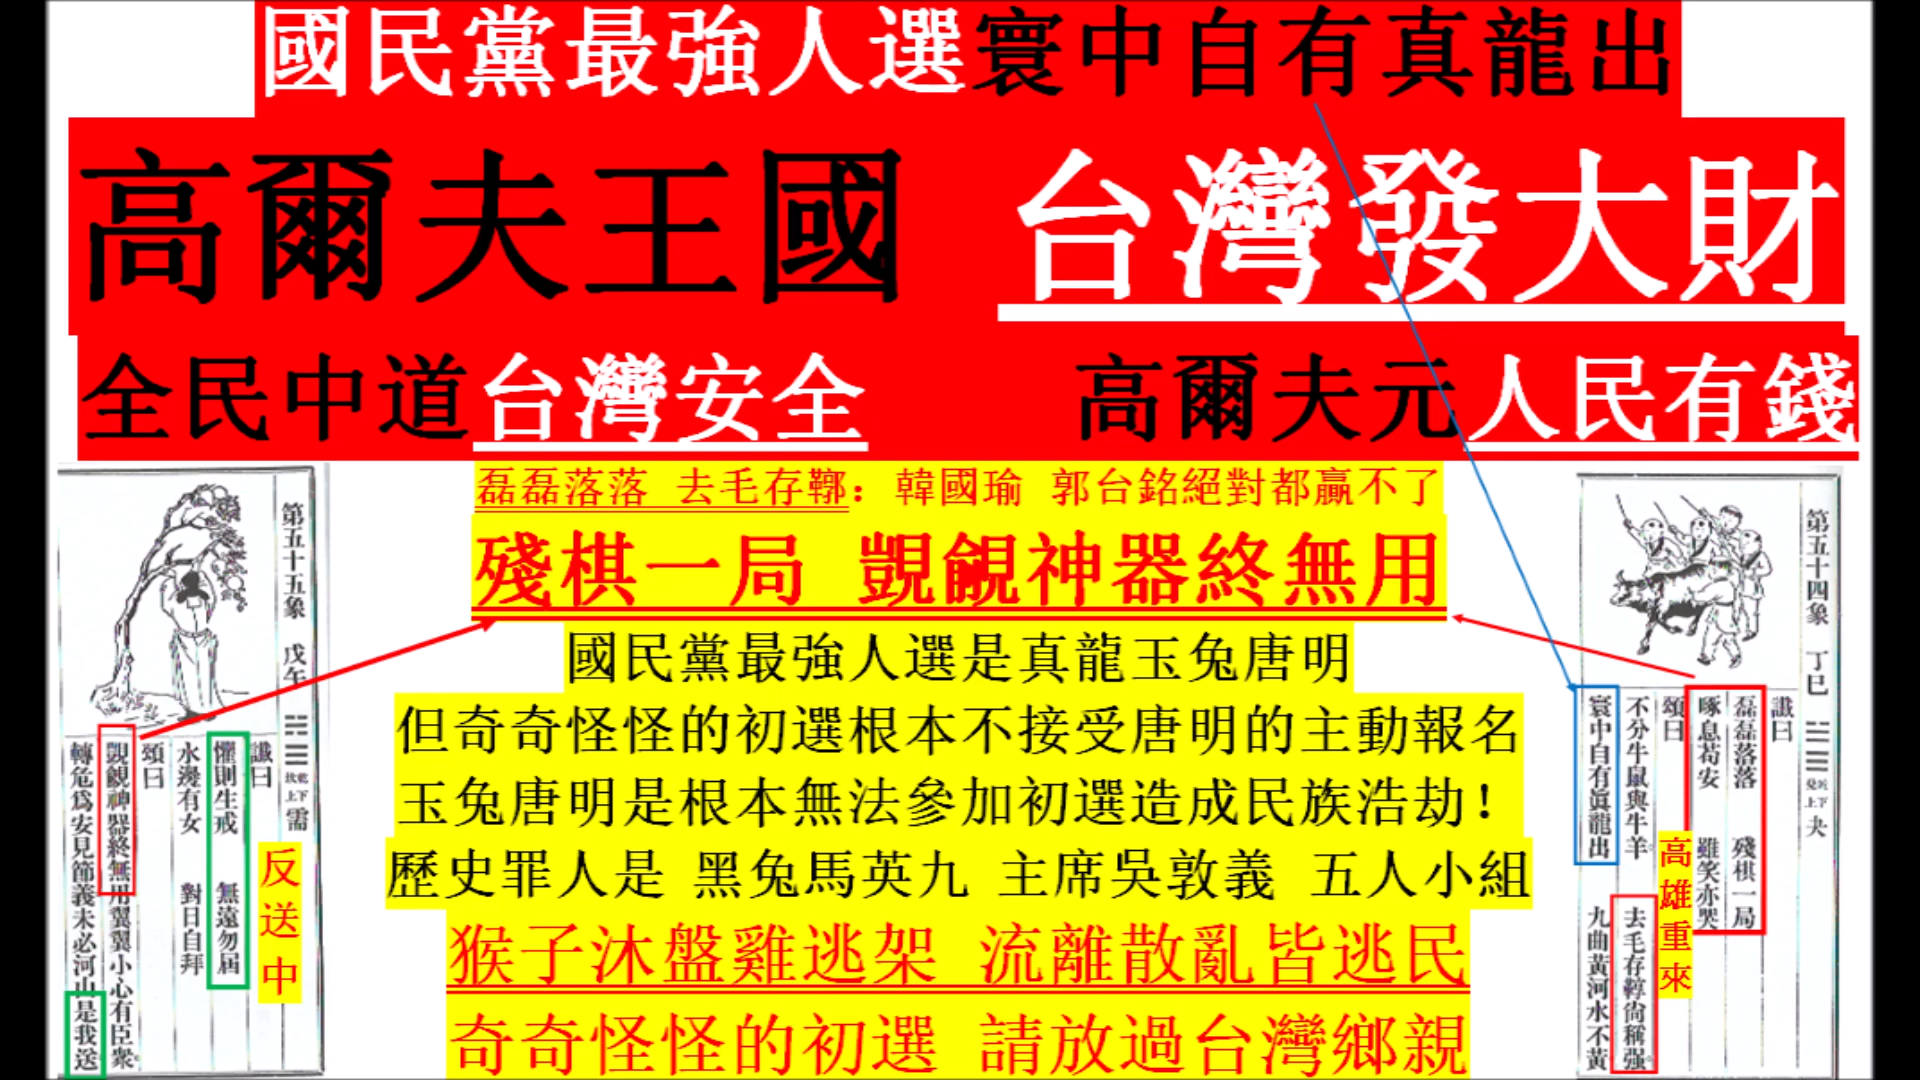 國民黨最強人選寰中自有真龍出
高爾夫王國 台灣發大財
全民中道台灣安全 高爾夫元人民有錢
磊磊落落 去毛存鞹：韓國瑜 郭台銘絕對都贏不了
殘棋一局 覬覦神器終無用
國民黨最強人選是真龍玉兔唐明
但奇奇怪怪的初選根本不接受唐明的主動報名
玉兔唐明是根本無法參加初選造成民族浩劫！
歷史罪人是 黑兔馬英九 主席吳敦義 五人小組
猴子沐盤雞逃架 流離散亂皆逃民
奇奇怪怪的初選 請放過台灣鄉親
第五十五象 戊午
坎上 乾下 需
讖曰
懼則生戒 無遠勿屆
水邊有女 對日自拜
頌曰
覬覦神器終無用翼翼小心有臣衆
轉危爲安見節義未必河山是我送
反送中
第五十四象 丁巳
兌上 乾下 夬
讖曰
磊磊落落 殘棋一局
啄息苟安 雖笑亦哭
頌曰
不分牛鼠與牛羊 去毛存鞹尙稱强
寰中自有眞龍出 九曲黃河水不黃
高雄重來